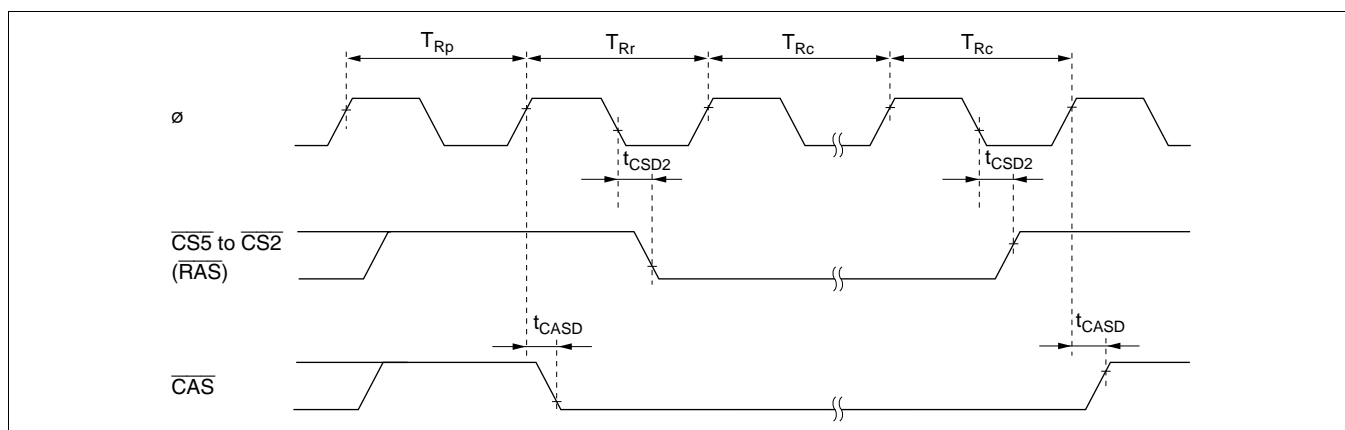 TRp TRr TRc TRc
ø
tCSD2 tCSD2
CS5 to CS2
(RAS)
tCASD tCASD
CAS